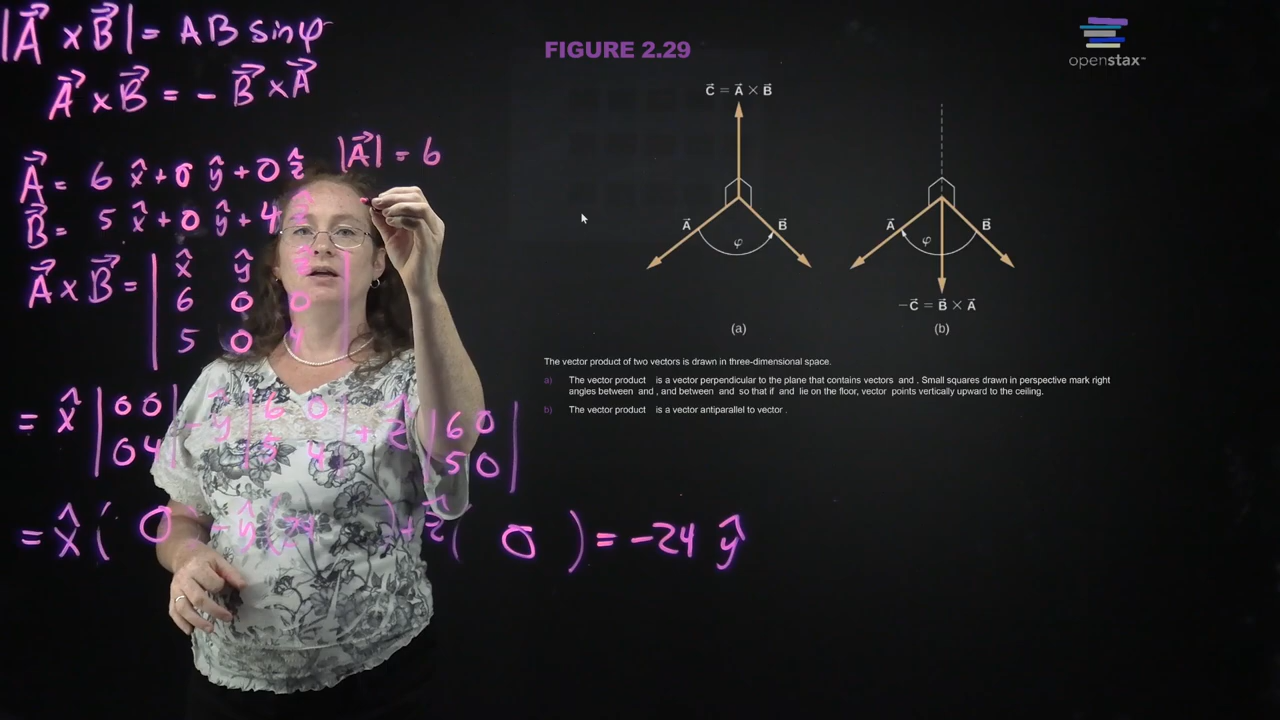 |A⃗ × B⃗| = AB sin φ
A⃗ × B⃗ = - B⃗ × A⃗
A⃗ = 6 x̂ + 0 ŷ + 0 ẑ
|A⃗| = 6
B⃗ = 5 x̂ + 0 ŷ + 4 ẑ
A⃗ × B⃗ = | x̂ ŷ ẑ |
6 0 0
5 0 4
= x̂ | 0 0 | - ŷ | 6 0 | + ẑ | 6 0 |
0 4 5 4 5 0
= x̂ ( 0 ) - ŷ ( 24 ) + ẑ ( 0 ) = -24 ŷ
FIGURE 2.29
openstax™
C⃗ = A⃗ × B⃗
A⃗ B⃗
φ
(a)
A⃗ B⃗
φ
−C⃗ = B⃗ × A⃗
(b)
The vector product of two vectors is drawn in three-dimensional space.
a) The vector product is a vector perpendicular to the plane that contains vectors and . Small squares drawn in perspective mark right
angles between and , and between and so that if and lie on the floor, vector points vertically upward to the ceiling.
b) The vector product is a vector antiparallel to vector .